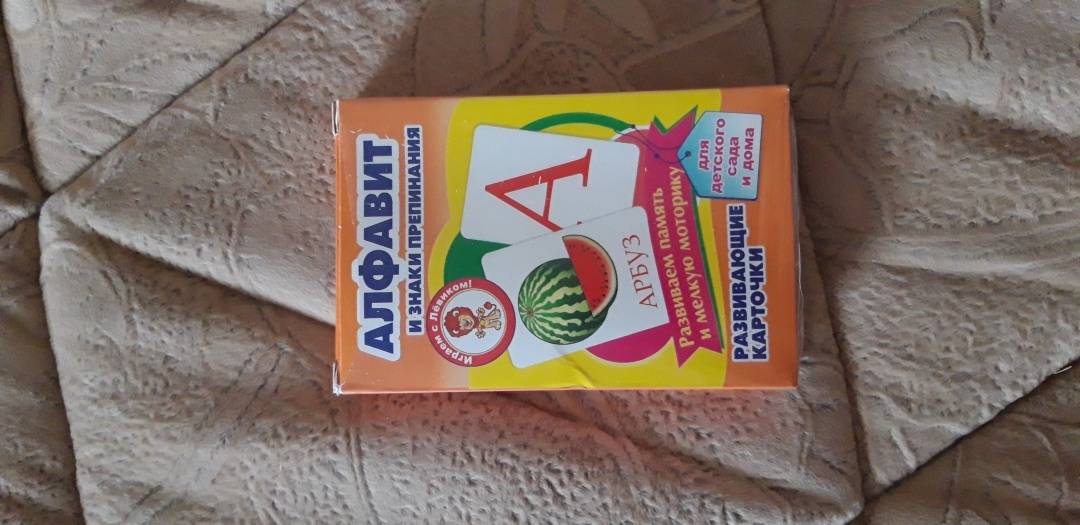 АЛФАВИТ
И ЗНАКИ ПРЕПИНАНИЯ
Играем с Лёвиком!
А
АРБУЗ
Развиваем память
и мелкую моторику
для
детского
сада
и дома
РАЗВИВАЮЩИЕ
КАРТОЧКИ